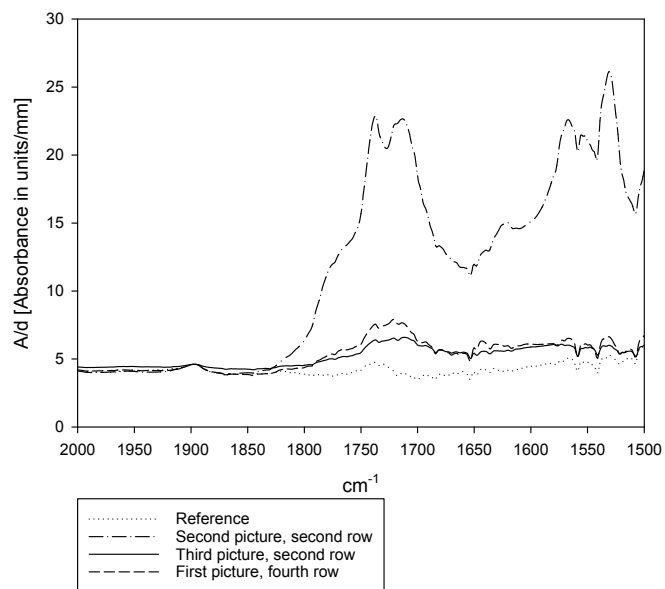 30
25
20
15
10
5
0
A/d [Absorbance in units/mm]
2000 1950 1900 1850 1800 1750 1700 1650 1600 1550 1500
cm-1
Reference
Second picture, second row
Third picture, second row
First picture, fourth row